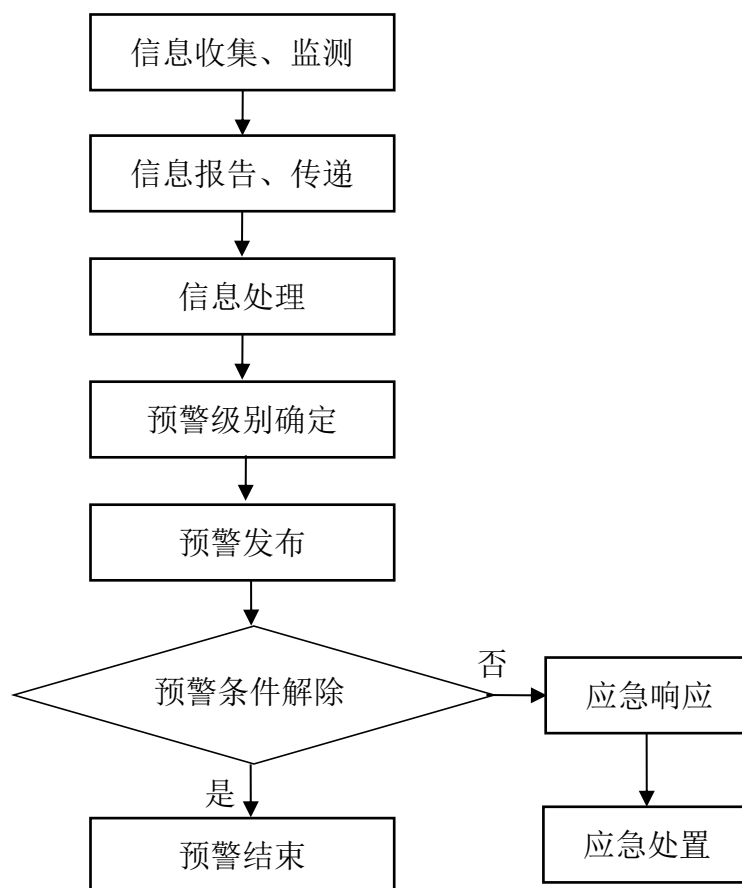 信息收集、监测
信息报告、传递
信息处理
预警级别确定
预警发布
预警条件解除
否
应急响应
是
应急处置
预警结束